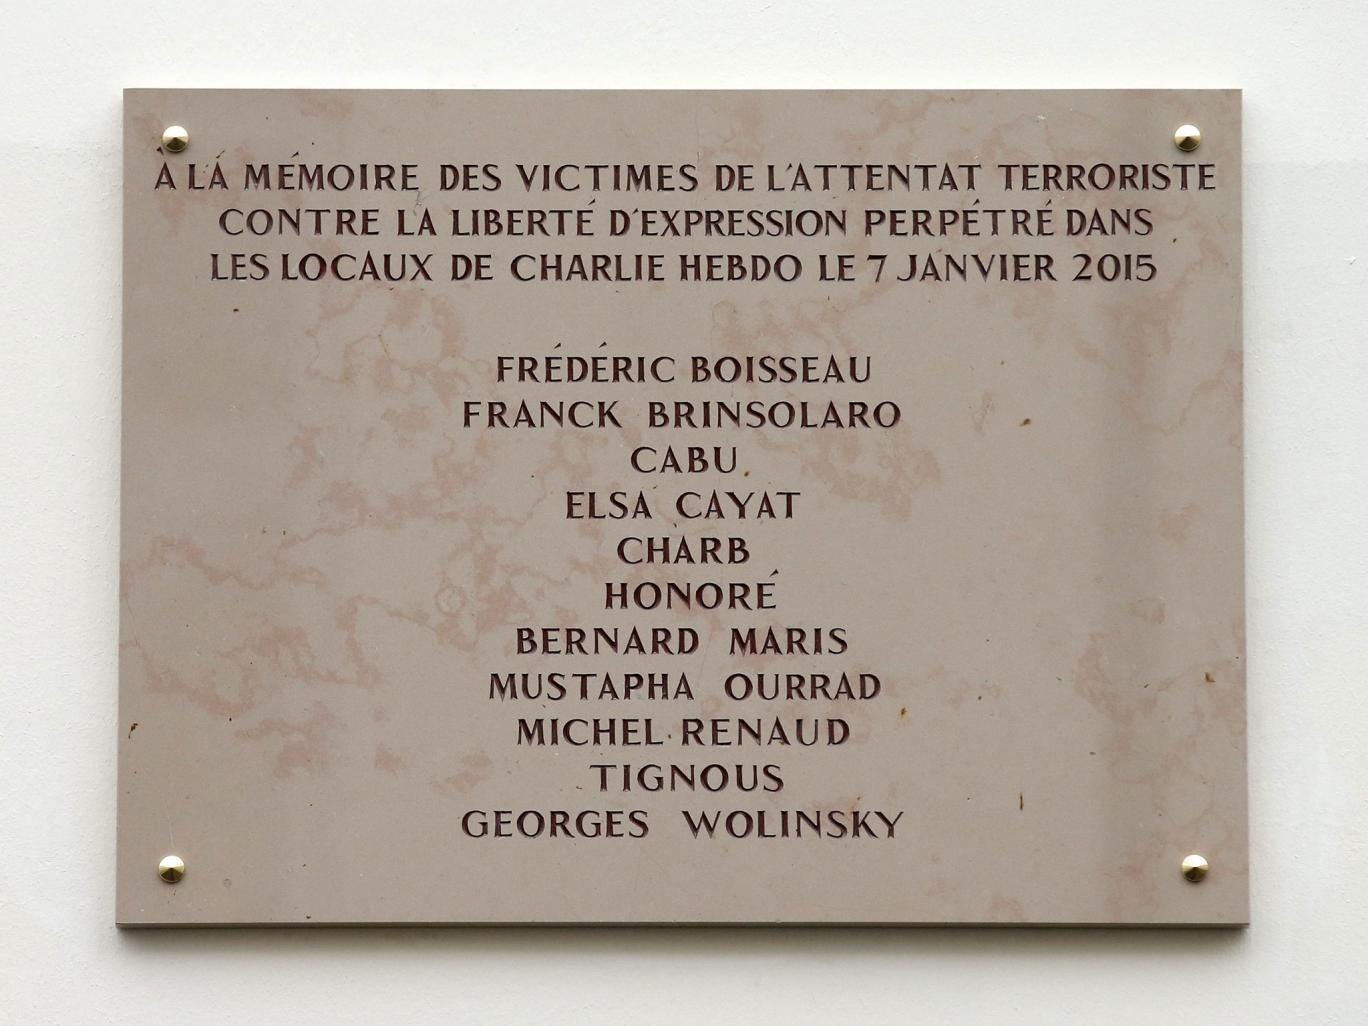 À LA MÉMOIRE DES VICTIMES DE L'ATTENTAT TERRORISTE
CONTRE LA LIBERTÉ D'EXPRESSION PERPÉTRÉ DANS
LES LOCAUX DE CHARLIE HEBDO LE 7 JANVIER 2015
FRÉDÉRIC BOISSEAU
FRANCK BRINSOLARO
CABU
ELSA CAYAT
CHARB
HONORÉ
BERNARD MARIS
MUSTAPHA OURRAD
MICHEL RENAUD
TIGNOUS
GEORGES WOLINSKY